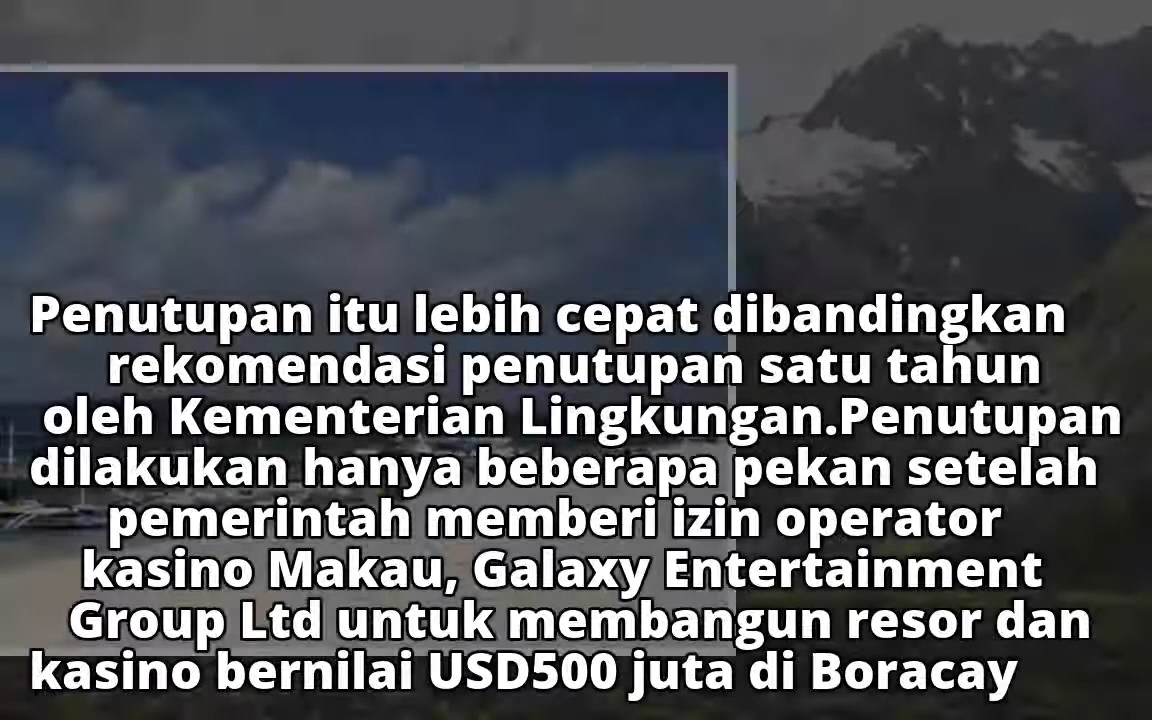 Penutupan itu lebih cepat dibandingkan
rekomendasi penutupan satu tahun
oleh Kementerian Lingkungan.Penutupan
dilakukan hanya beberapa pekan setelah
pemerintah memberi izin operator
kasino Makau, Galaxy Entertainment
Group Ltd untuk membangun resor dan
kasino bernilai USD500 juta di Boracay